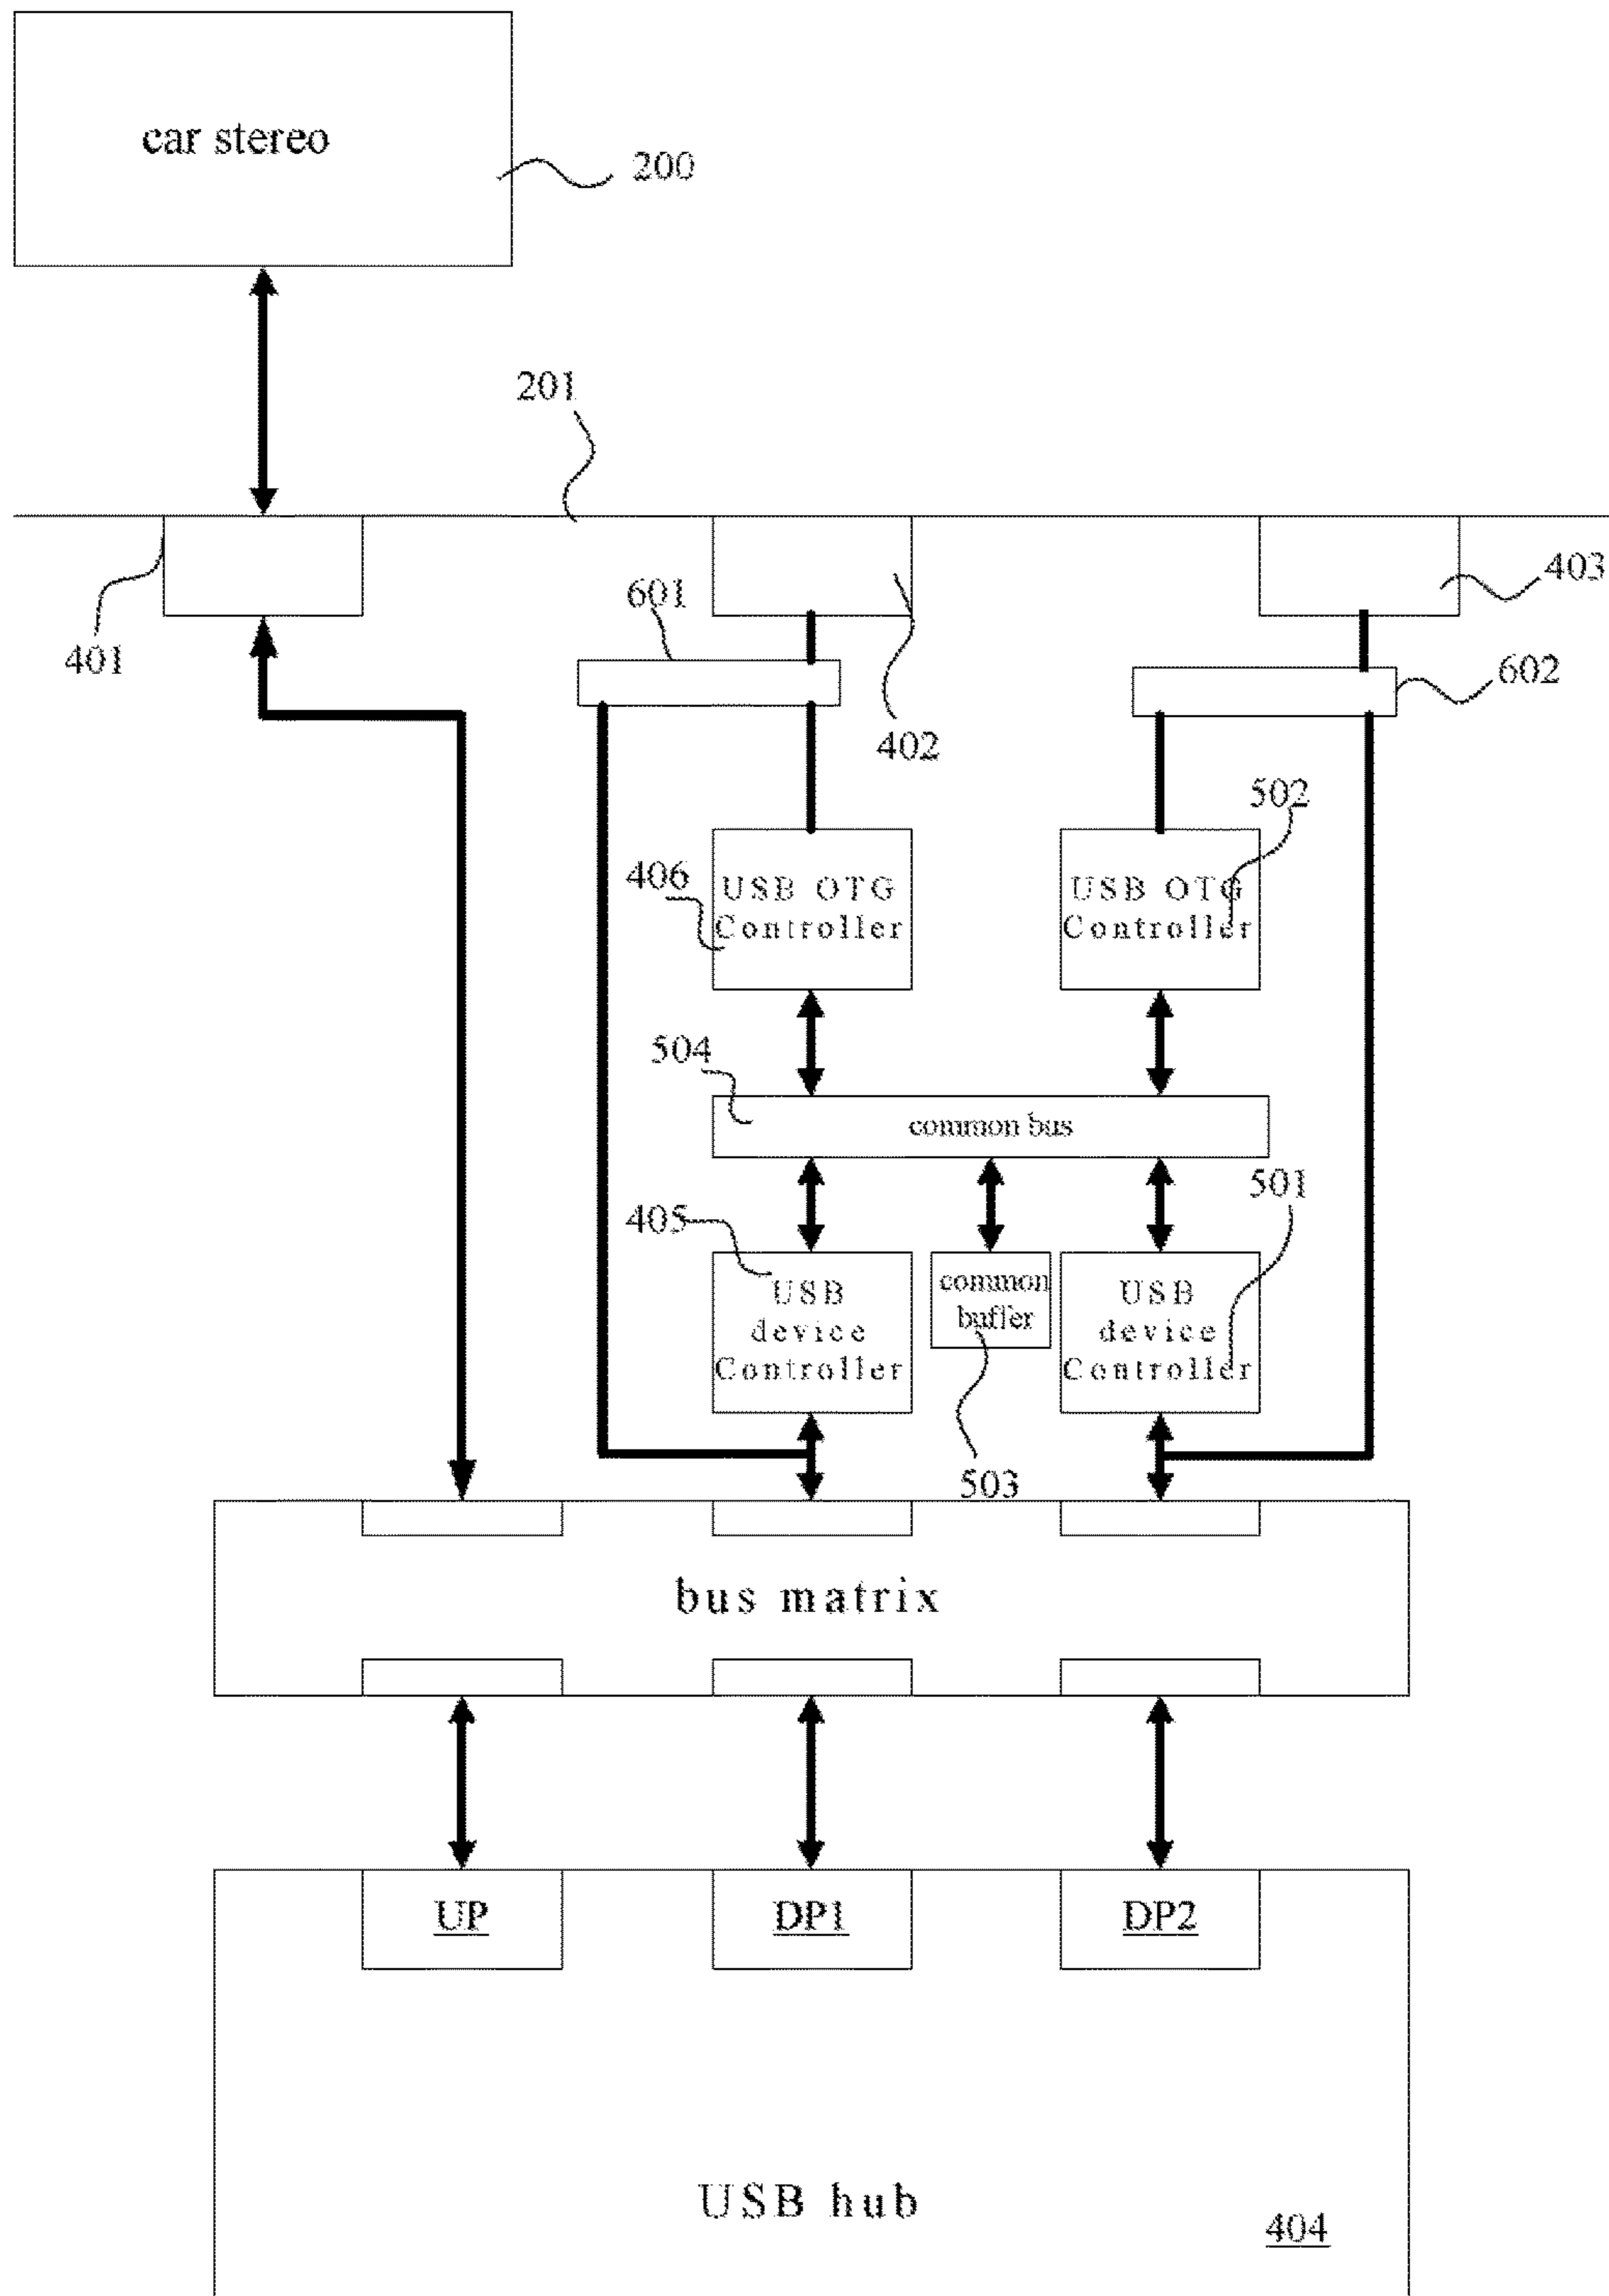 car stereo
200
201
401
601
402
403
602
406
USB OTG
Controller
502
USB OTG
Controller
504
common bus
405
USB
device
Controller
common
buffer
503
501
USB
device
Controller
bus matrix
UP
DP1
DP2
USB hub
404